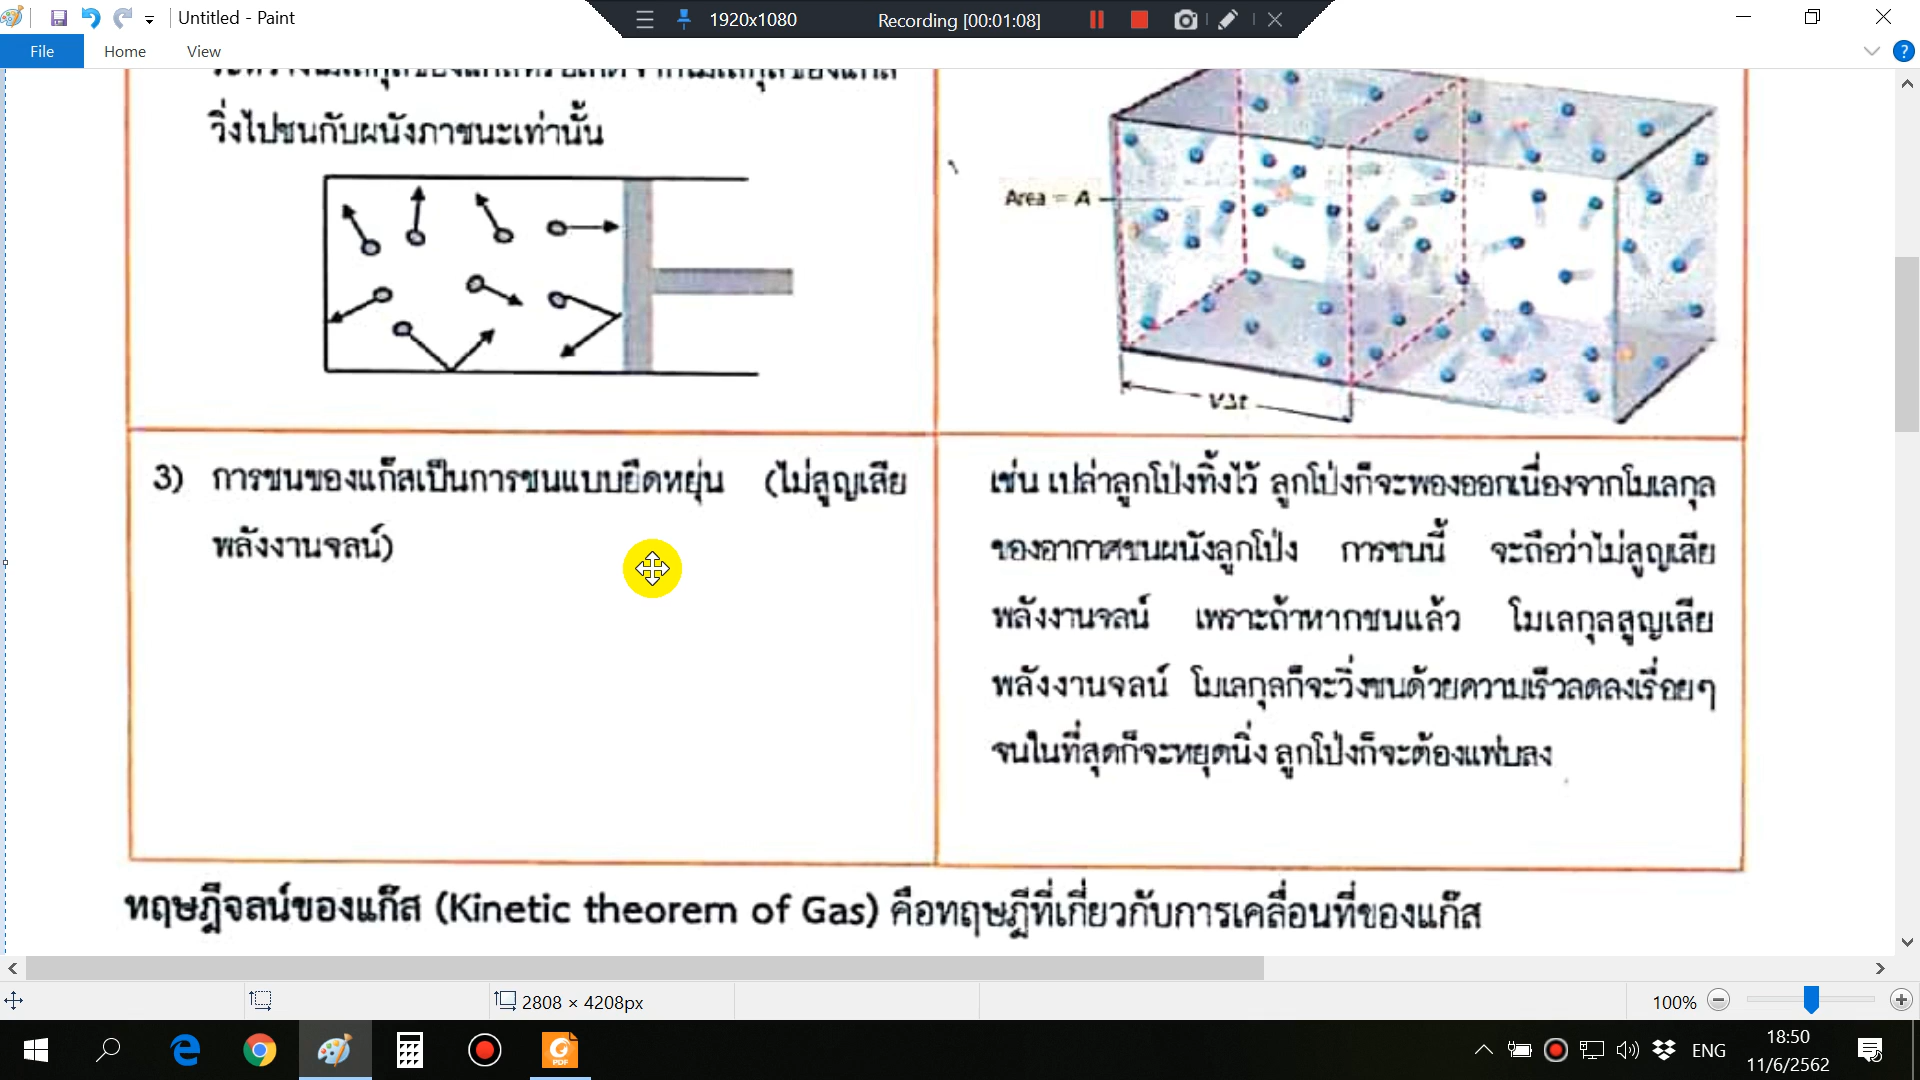 Untitled - Paint
1920x1080
Recording [00:01:08]
File
Home
View
วิ่งไปชนกับผนังภาชนะเท่านั้น
Area = A
VΔt
3) การชนของแก๊สเป็นการชนแบบยืดหยุ่น (ไม่สูญเสีย
พลังงานจลน์)
เช่น เปล่าลูกโป่งทิ้งไว้ ลูกโป่งก็จะพองออกเนื่องจากโมเลกุล
ของอากาศชนผนังลูกโป่ง การชนนี้ จะถือว่าไม่สูญเสีย
พลังงานจลน์ เพราะถ้าหากชนแล้ว โมเลกุลสูญเสีย
พลังงานจลน์ โมเลกุลก็จะวิ่งชนด้วยความเร็วลดลงเรื่อยๆ
จนในที่สุดก็จะหยุดนิ่ง ลูกโป่งก็จะต้องแฟบลง
ทฤษฎีจลน์ของแก๊ส (Kinetic theorem of Gas) คือทฤษฎีที่เกี่ยวกับการเคลื่อนที่ของแก๊ส
2808 × 4208px
100%
PDF
ENG
18:50
11/6/2562